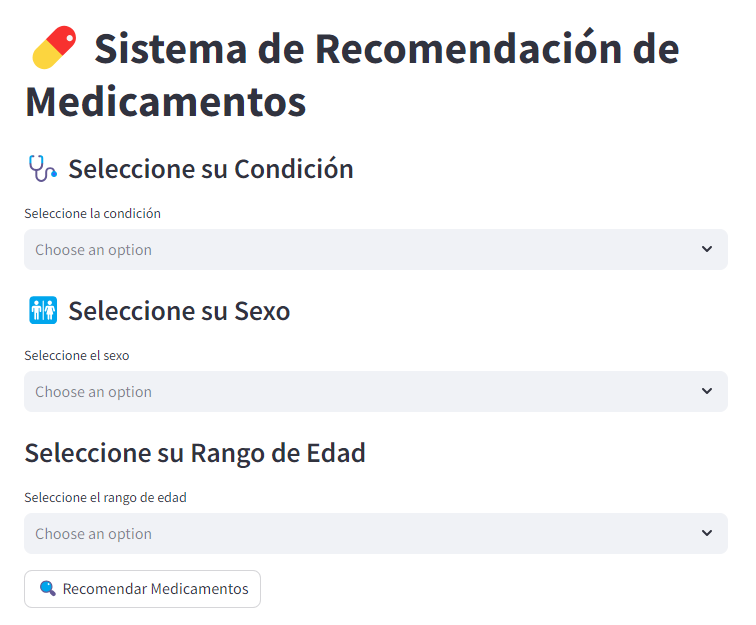 Sistema de Recomendación de
Medicamentos
Seleccione su Condición
Seleccione la condición
Choose an option
Seleccione su Sexo
Seleccione el sexo
Choose an option
Seleccione su Rango de Edad
Seleccione el rango de edad
Choose an option
Recomendar Medicamentos